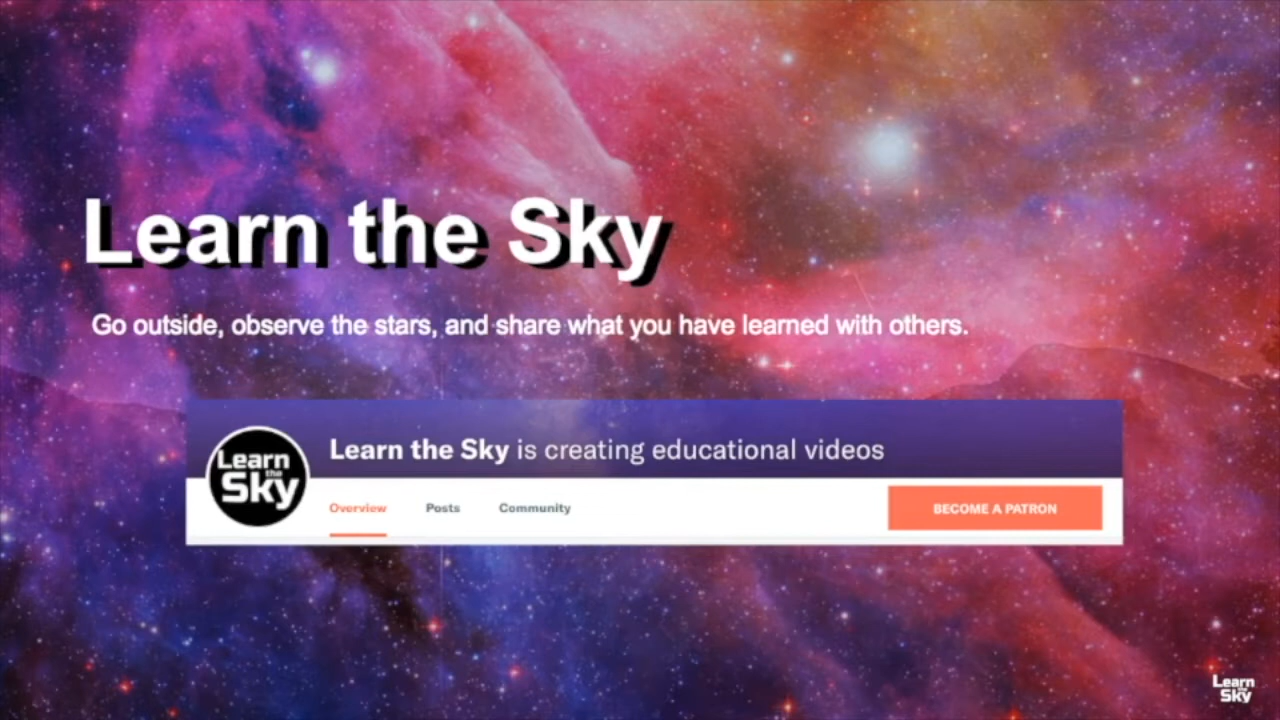 Learn the Sky
Go outside, observe the stars, and share what you have learned with others.
Learn the Sky is creating educational videos
Learn
the
Sky
Overview Posts Community
BECOME A PATRON
Learn
the
Sky